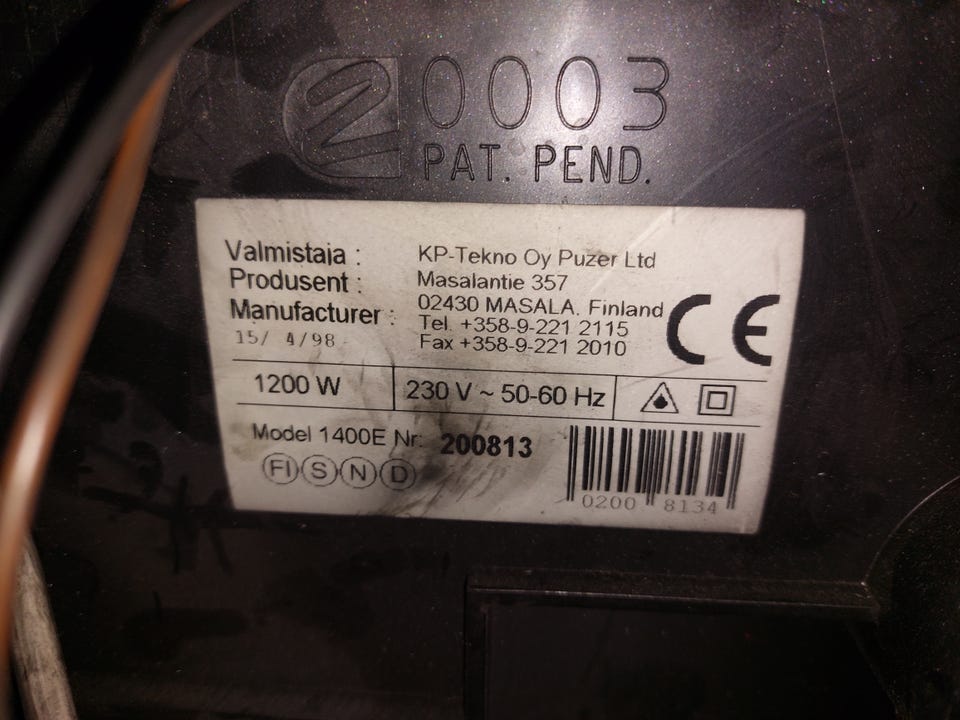 0003
PAT. PEND.
Valmistaja : KP-Tekno Oy Puzer Ltd
Produsent : Masalantie 357
Manufacturer : 02430 MASALA. Finland
Tel. +358-9-221 2115
15/ 4/98 Fax +358-9-221 2010
CE
1200 W 230 V ~ 50-60 Hz
Model 1400E Nr: 200813
FI S N D
0200 8134